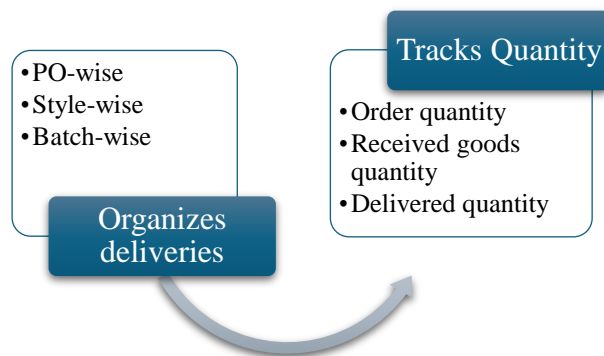 •PO-wise
•Style-wise
•Batch-wise
Organizes
deliveries
Tracks Quantity
•Order quantity
•Received goods
quantity
•Delivered quantity